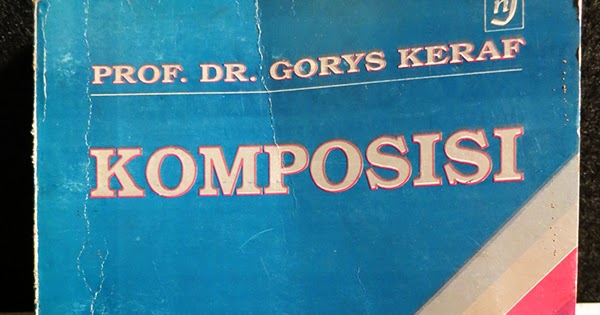 PROF. DR. GORYS KERAF
KOMPOSISI